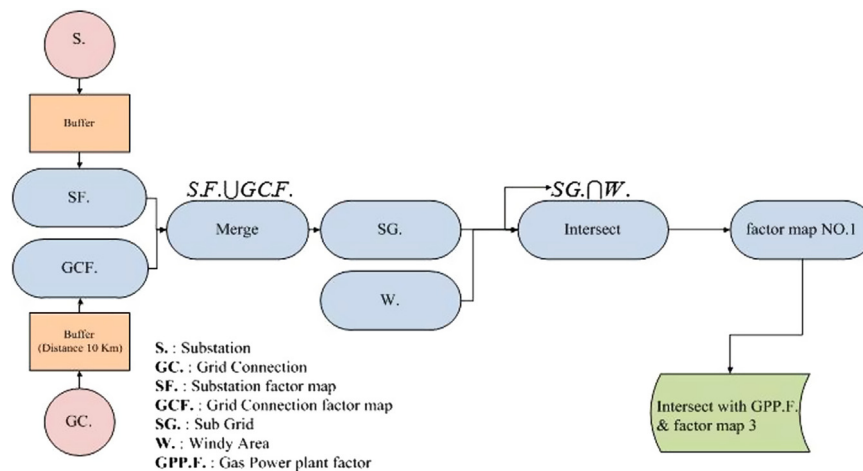 S.
Buffer
S.F.⋃GC.F.
SG.⋂W.
SF.
Merge
SG.
Intersect
factor map NO.1
GCF.
W.
Buffer
(Distance 10 Km)
S. : Substation
GC. : Grid Connection
SF. : Substation factor map
GCF. : Grid Connection factor map
SG. : Sub Grid
W. : Windy Area
GPP.F. : Gas Power plant factor
GC.
Intersect with GPP.F.
& factor map 3